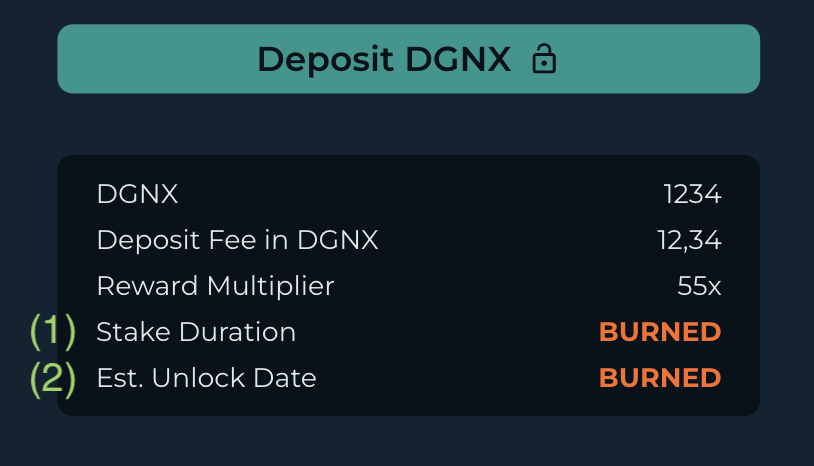 Deposit DGNX
DGNX 1234
Deposit Fee in DGNX 12,34
Reward Multiplier 55x
(1) Stake Duration BURNED
(2) Est. Unlock Date BURNED